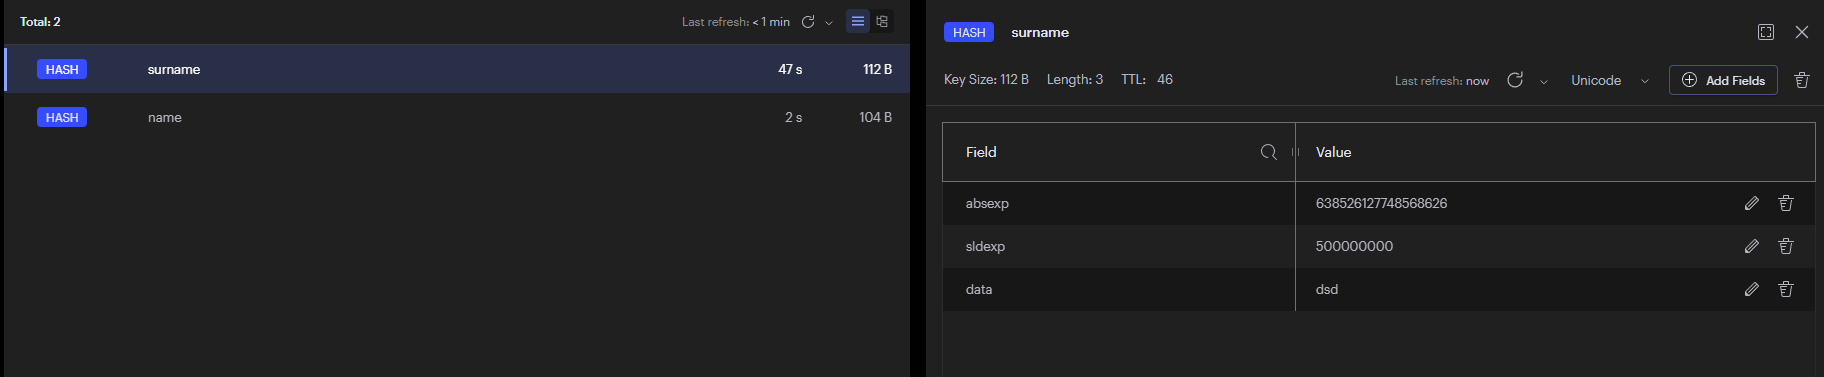 Total: 2
Last refresh: < 1 min
HASH surname 47 s 112 B
HASH name 2 s 104 B
HASH surname
Key Size: 112 B Length: 3 TTL: 46
Last refresh: now Unicode Add Fields
Field Value
absexp 638526127748568626
sldexp 500000000
data dsd